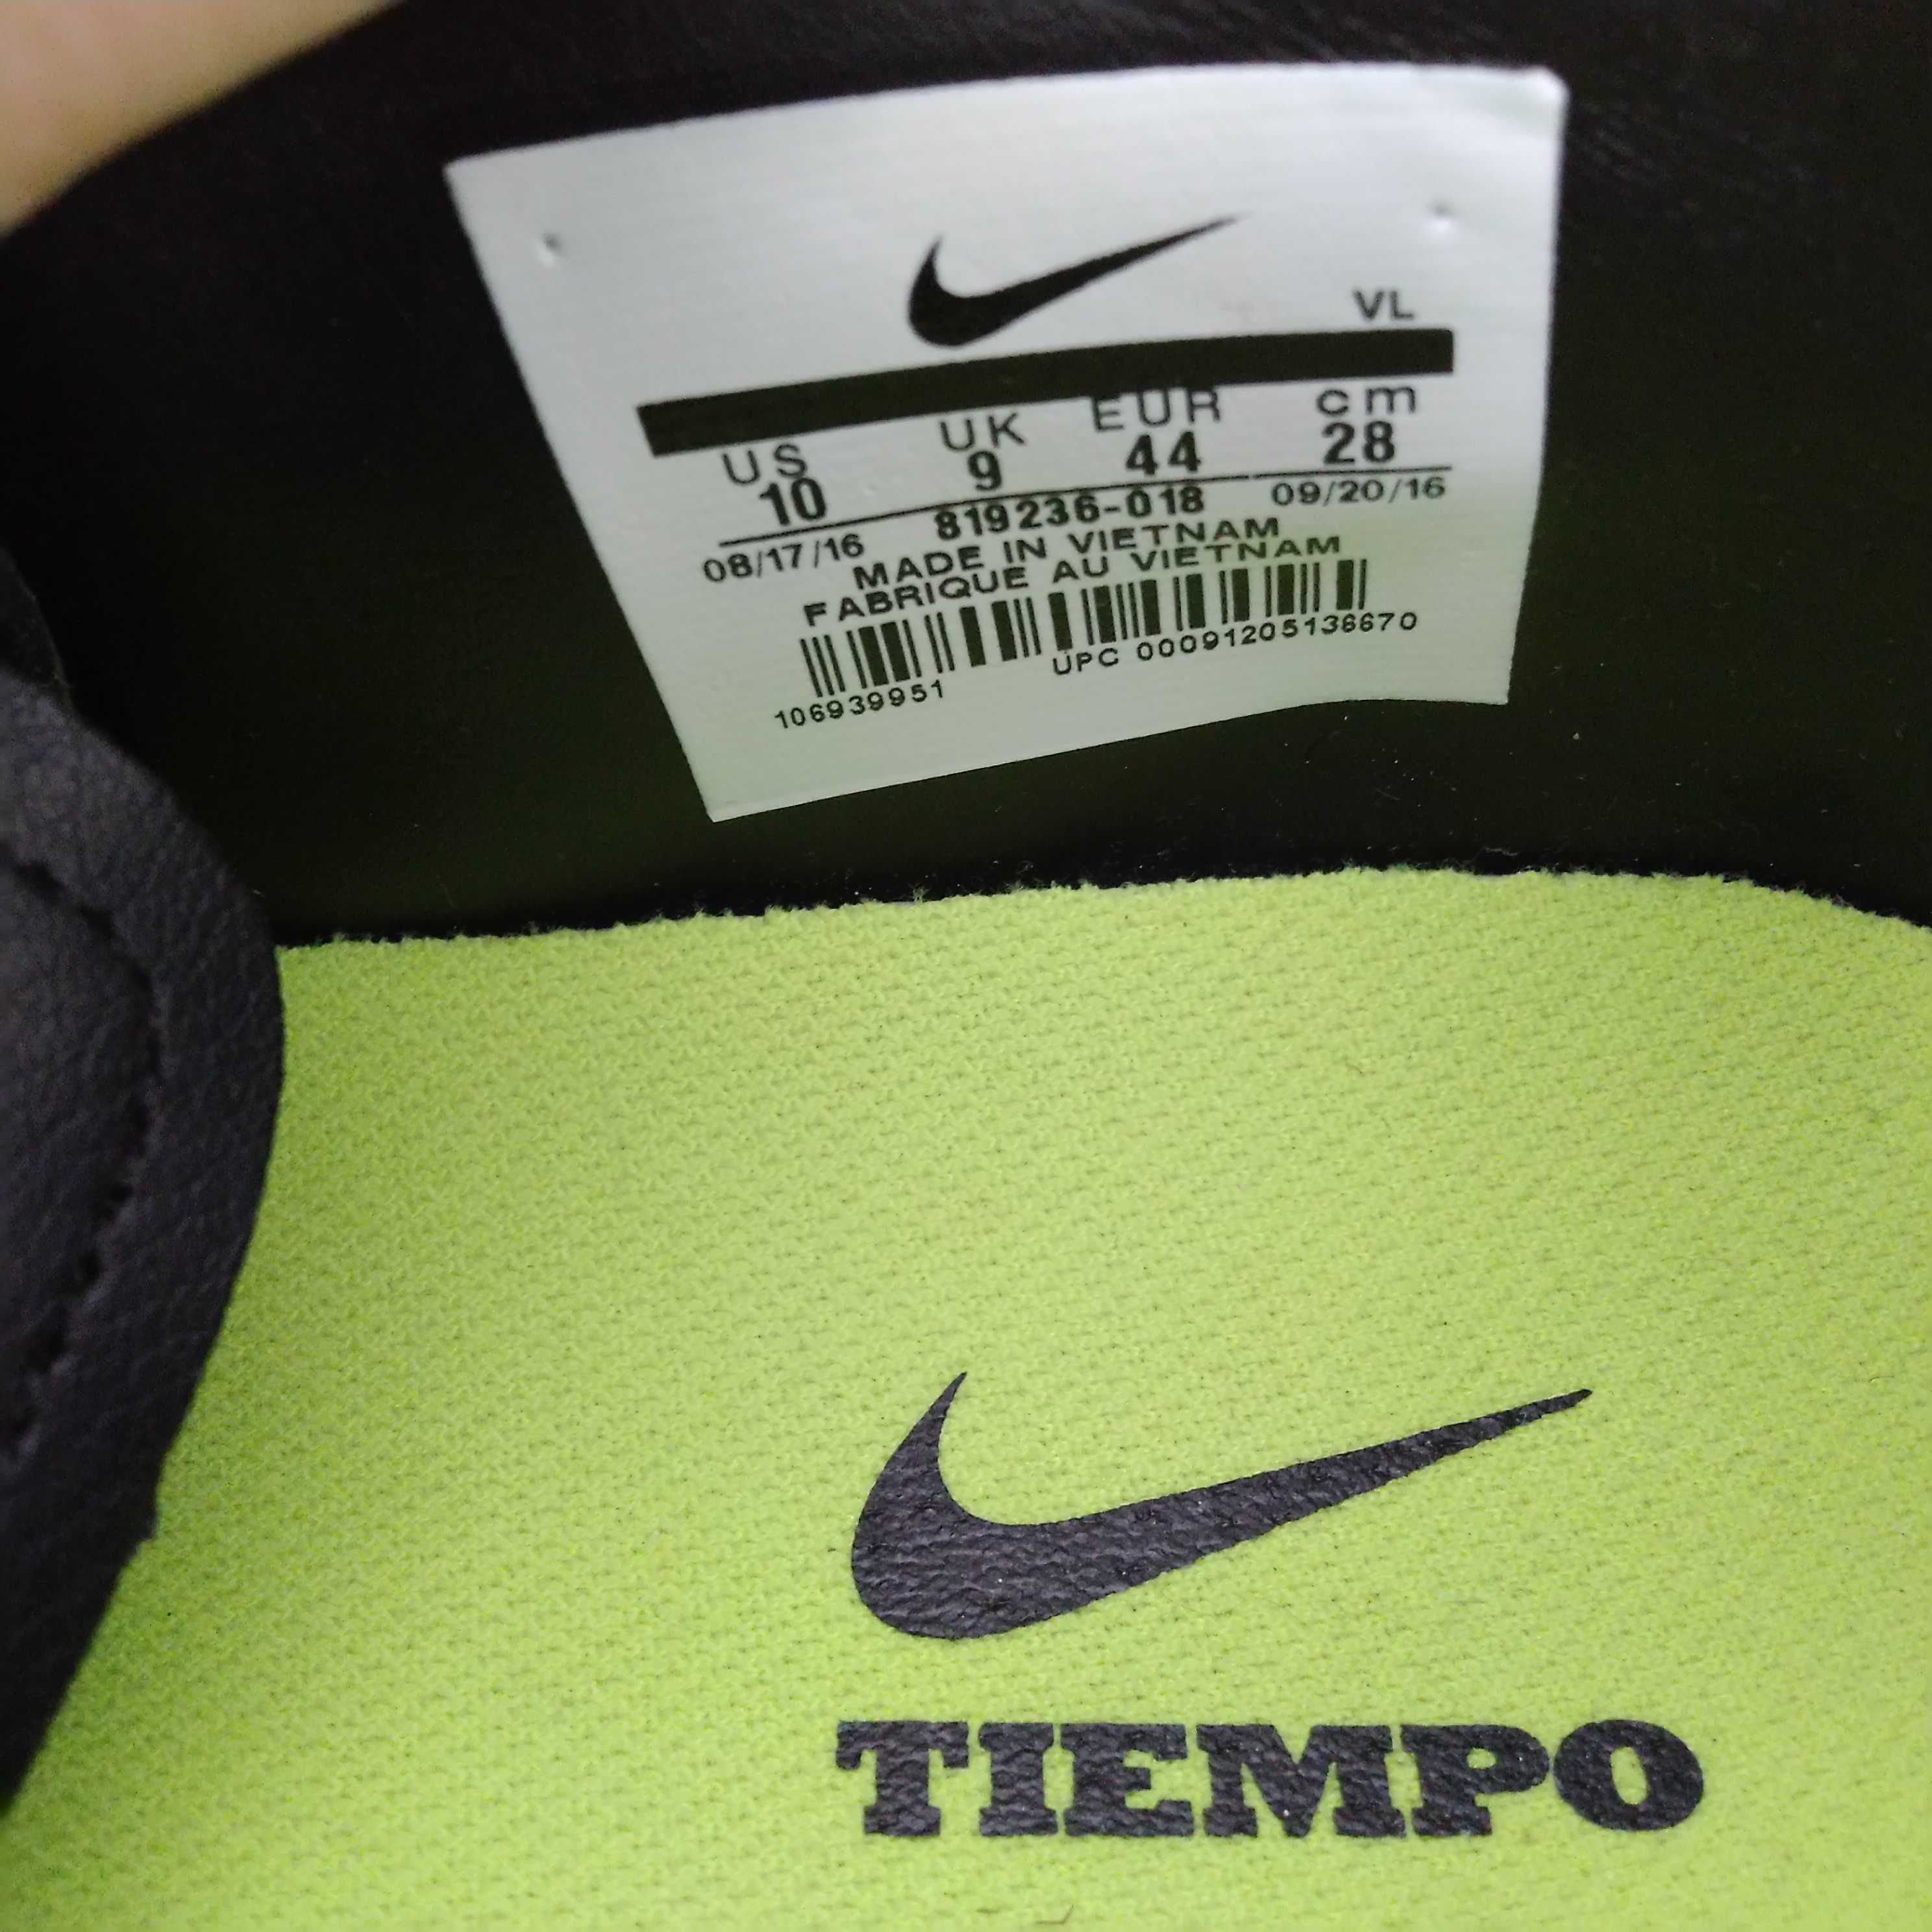 VL
US UK EUR cm
10 9 44 28
08/17/16 819236-018 09/20/16
MADE IN VIETNAM
FABRIQUE AU VIETNAM
106939951 UPC 00091205136670
TIEMPO